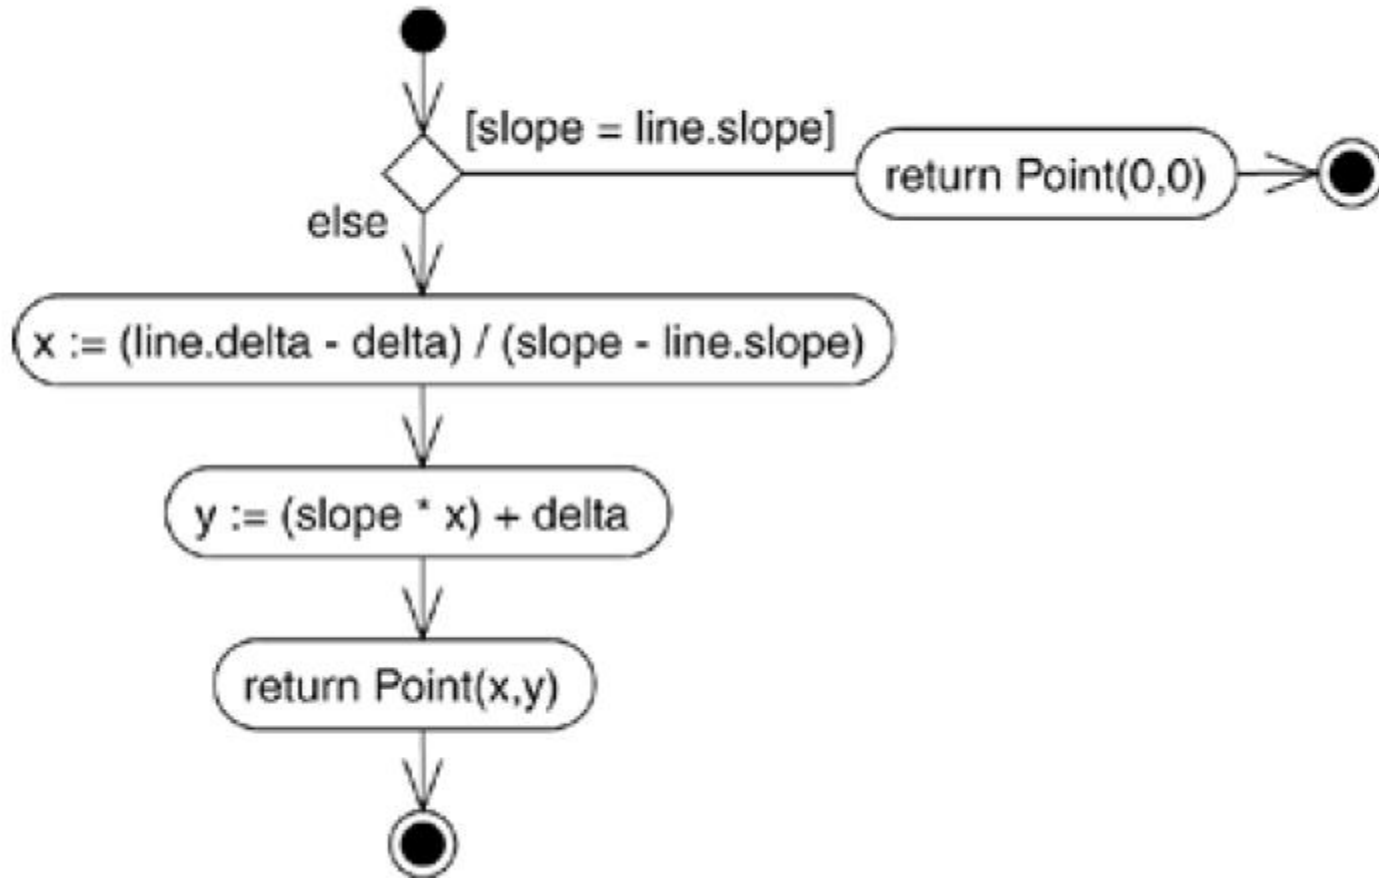 [slope = line.slope]
return Point(0,0)
else
x := (line.delta - delta) / (slope - line.slope)
y := (slope * x) + delta
return Point(x,y)